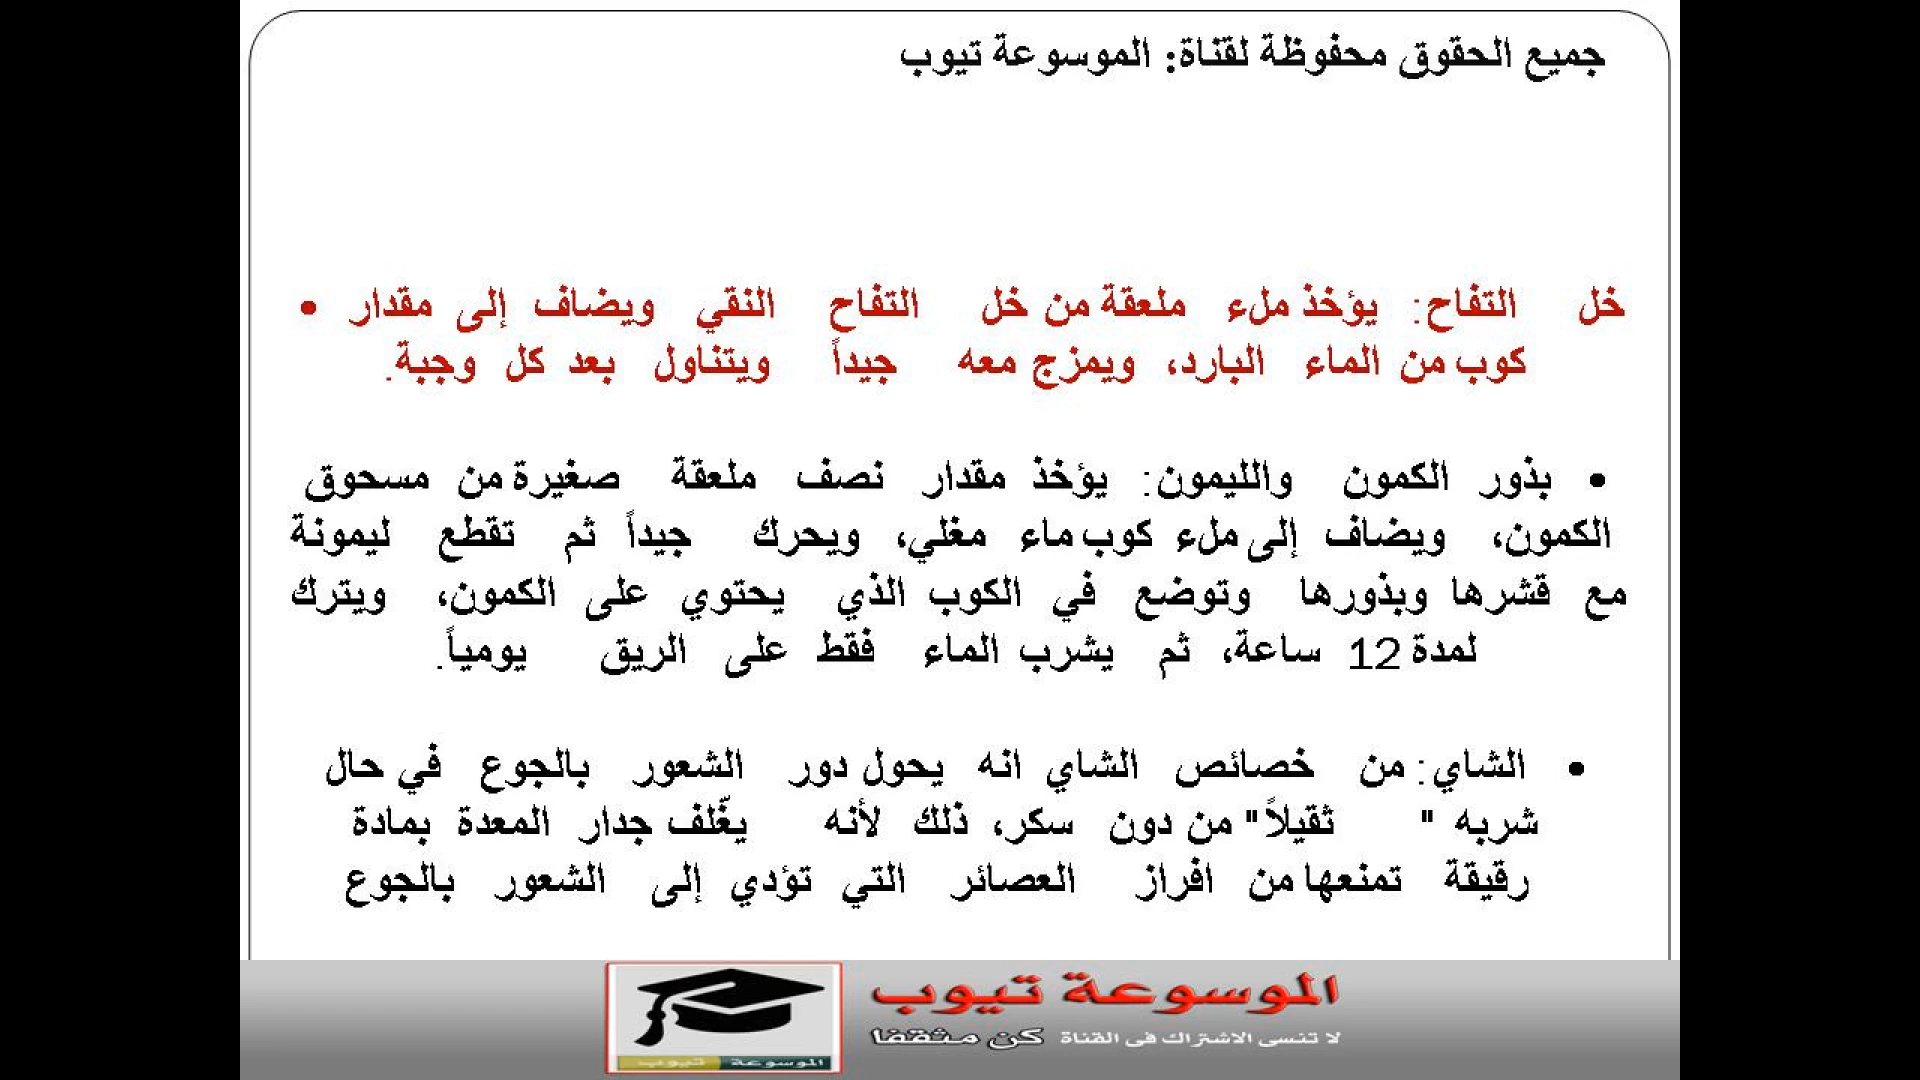 جميع الحقوق محفوظة لقناة: الموسوعة تيوب
خل التفاح: يؤخذ ملء ملعقة من خل التفاح النقي ويضاف إلى مقدار •
كوب من الماء البارد، ويمزج معه جيداً ويتناول بعد كل وجبة.
• بذور الكمون والليمون: يؤخذ مقدار نصف ملعقة صغيرة من مسحوق
الكمون، ويضاف إلى ملء كوب ماء مغلي، ويحرك جيداً ثم تقطع ليمونة
مع قشرها وبذورها وتوضع في الكوب الذي يحتوي على الكمون، ويترك
لمدة 12 ساعة، ثم يشرب الماء فقط على الريق يومياً.
• الشاي: من خصائص الشاي انه يحول دور الشعور بالجوع في حال
شربه " ثقيلاً" من دون سكر، ذلك لأنه يغّلف جدار المعدة بمادة
رقيقة تمنعها من افراز العصائر التي تؤدي إلى الشعور بالجوع
الموسوعة تيوب
لا تنسى الاشتراك فى القناة كن مثقفا
الموسوعة تيوب